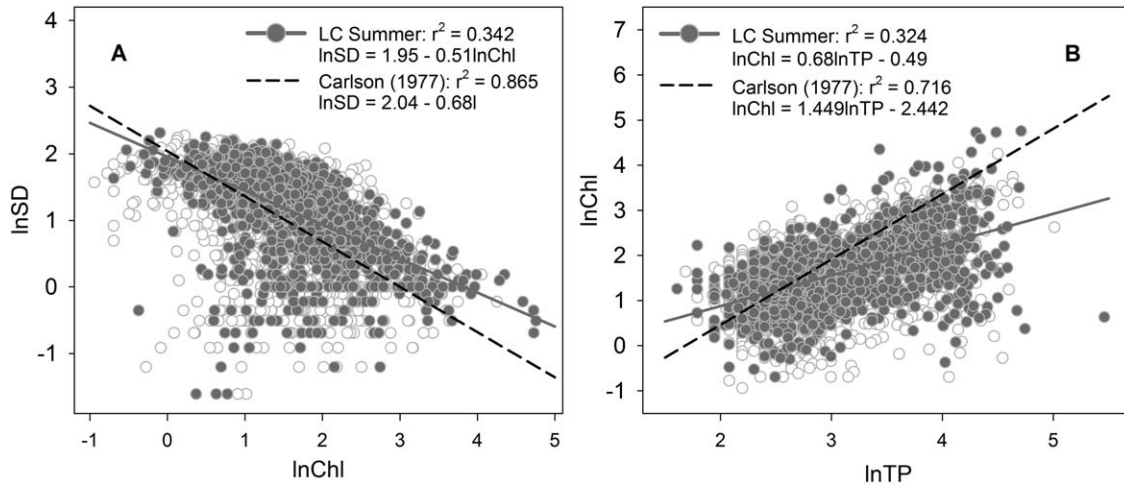 A
LC Summer: r² = 0.342
lnSD = 1.95 - 0.51lnChl
Carlson (1977): r² = 0.865
lnSD = 2.04 - 0.68l
4
3
2
1
0
-1
lnSD
-1 0 1 2 3 4 5
lnChl
B
LC Summer: r² = 0.324
lnChl = 0.68lnTP - 0.49
Carlson (1977): r² = 0.716
lnChl = 1.449lnTP - 2.442
7
6
5
4
3
2
1
0
-1
lnChl
2 3 4 5
lnTP